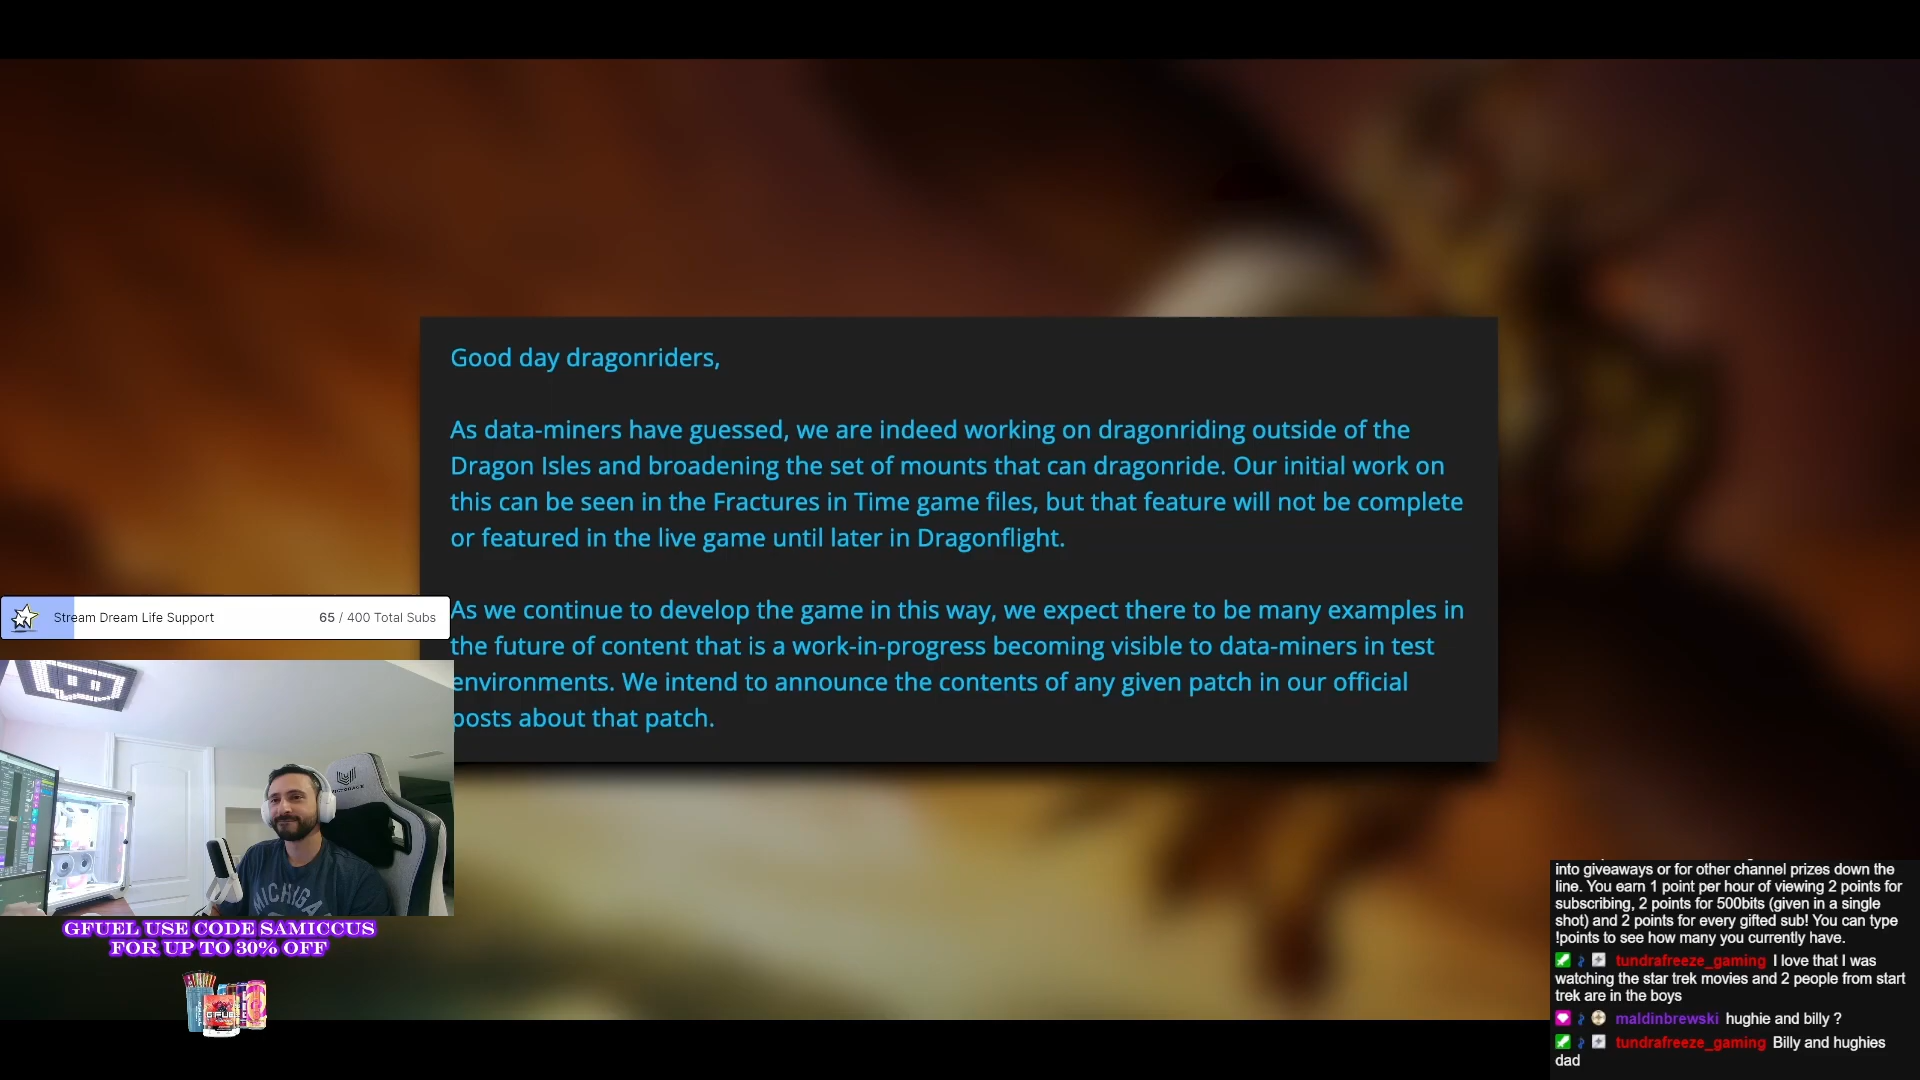 Good day dragonriders,
As data-miners have guessed, we are indeed working on dragonriding outside of the
Dragon Isles and broadening the set of mounts that can dragonride. Our initial work on
this can be seen in the Fractures in Time game files, but that feature will not be complete
or featured in the live game until later in Dragonflight.
As we continue to develop the game in this way, we expect there to be many examples in
the future of content that is a work-in-progress becoming visible to data-miners in test
environments. We intend to announce the contents of any given patch in our official
posts about that patch.
Stream Dream Life Support 65 / 400 Total Subs
MICHIGA
GFUEL USE CODE SAMICCUS
FOR UP TO 30% OFF
GFUEL
into giveaways or for other channel prizes down the
line. You earn 1 point per hour of viewing 2 points for
subscribing, 2 points for 500bits (given in a single
shot) and 2 points for every gifted sub! You can type
!points to see how many you currently have.
tundrafreeze_gaming I love that I was
watching the star trek movies and 2 people from start
trek are in the boys
maldinbrewski hughie and billy ?
tundrafreeze_gaming Billy and hughies
dad